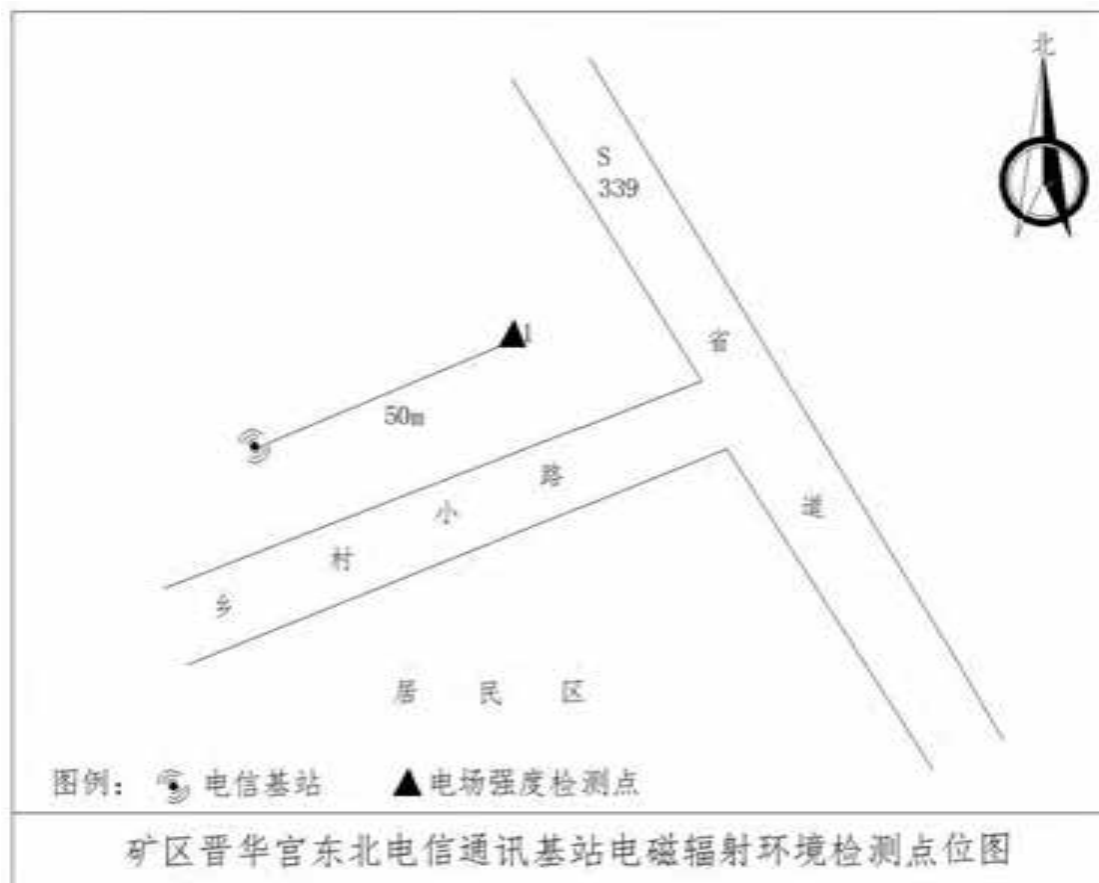 北
S
339
省
道
1
50m
乡村小路
居民区
图例： 电信基站 电场强度检测点
矿区晋华宫东北电信通讯基站电磁辐射环境检测点位图